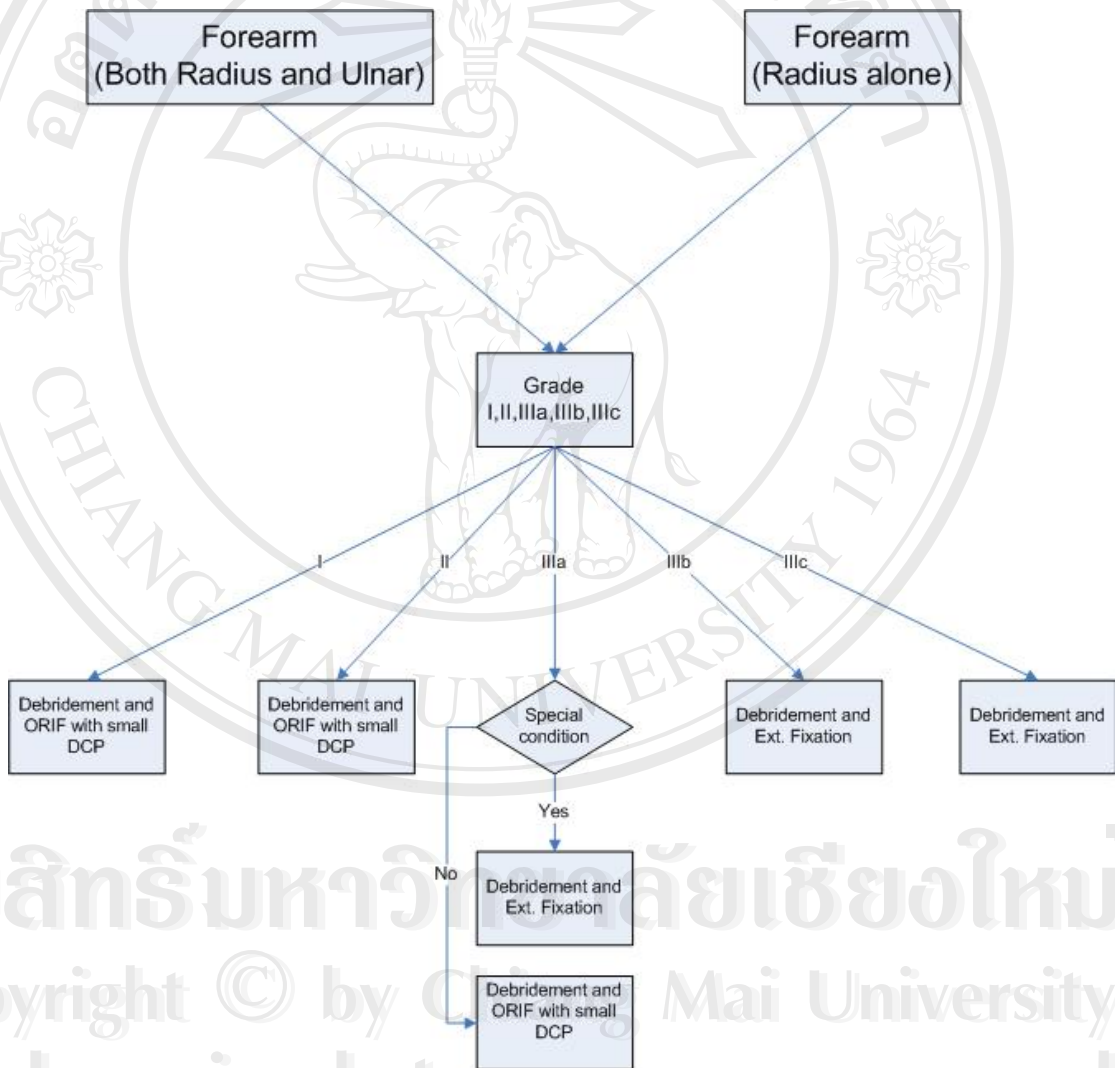 Forearm
(Both Radius and Ulnar)
Forearm
(Radius alone)
Grade
I,II,IIIa,IIIb,IIIc
I
II
IIIa
IIIb
IIIc
Debridement and
ORIF with small
DCP
Debridement and
ORIF with small
DCP
Special
condition
Debridement and
Ext. Fixation
Debridement and
Ext. Fixation
Yes
No
Debridement and
Ext. Fixation
Debridement and
ORIF with small
DCP
CHIANG MAI UNIVERSITY 1964
สิทธิ์มหาวิทยาลัยเชียงใหม่
pyright © by Chiang Mai University